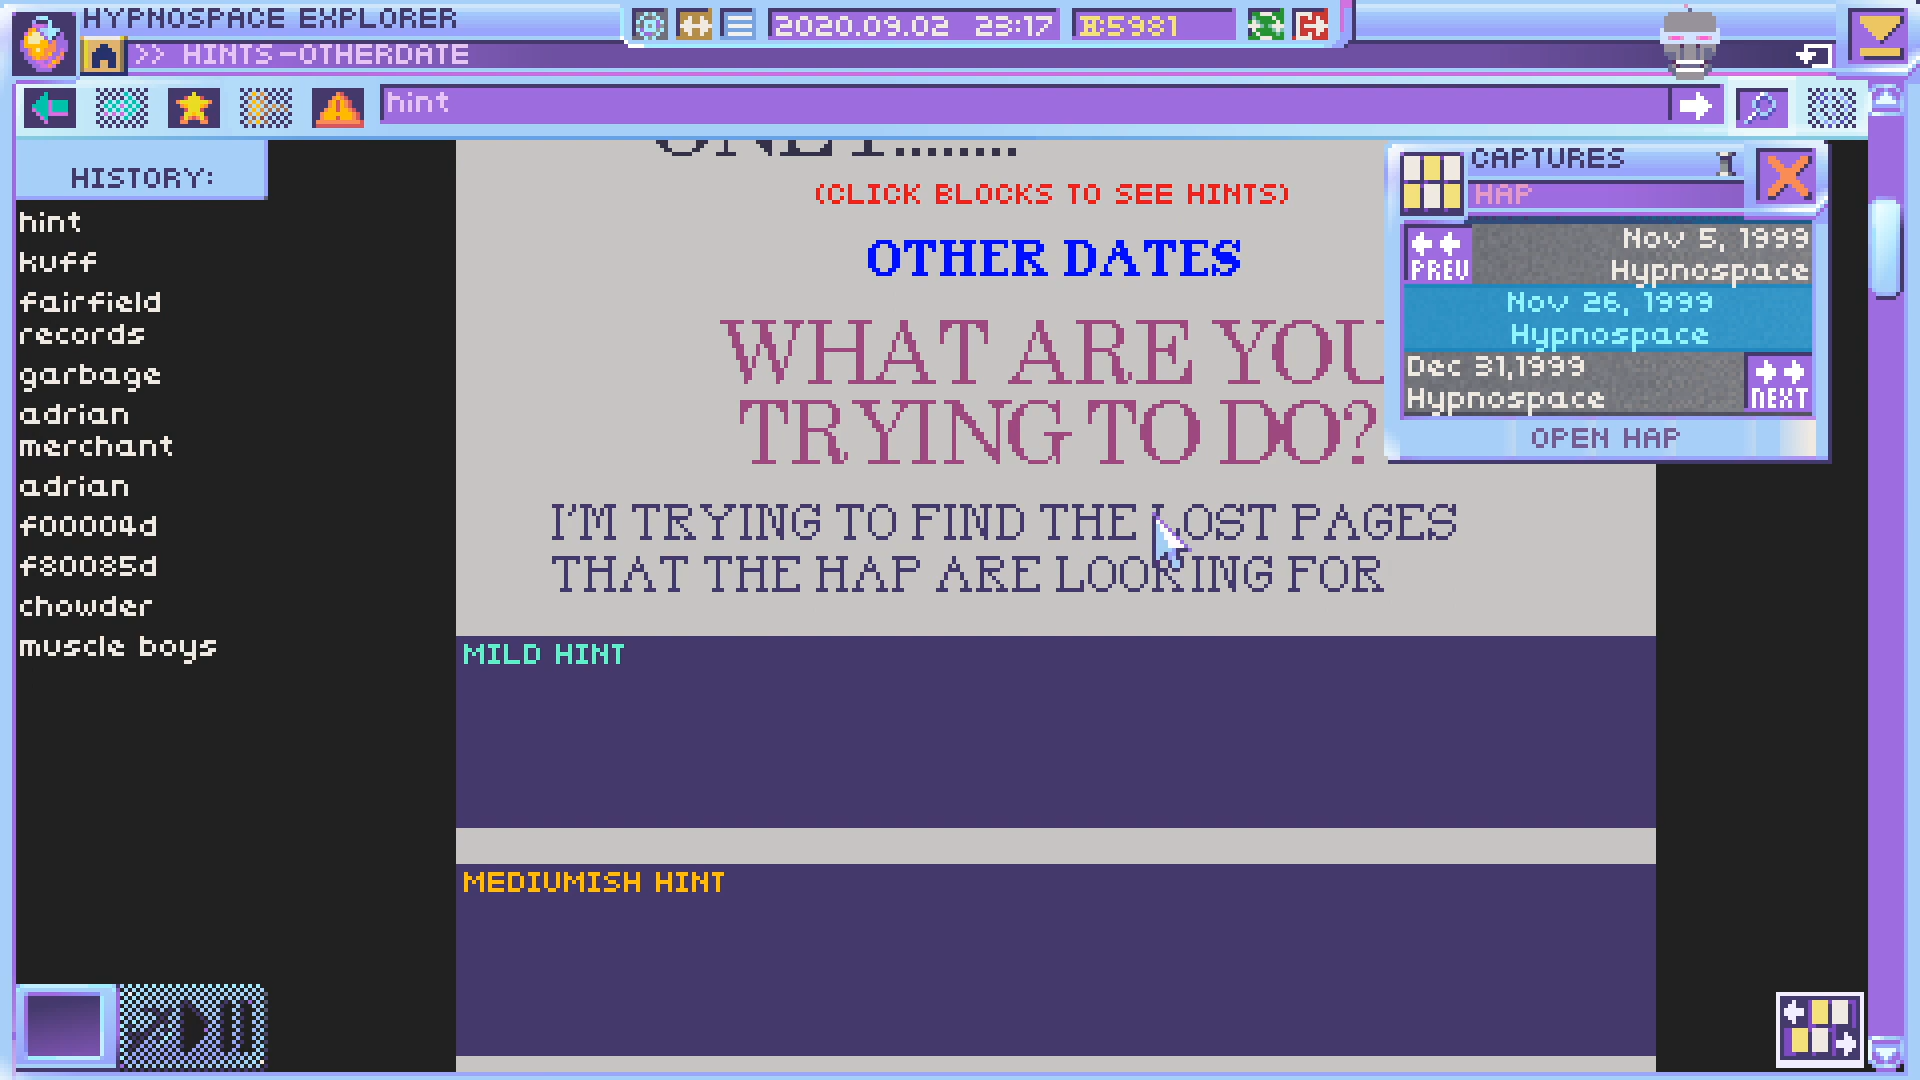 HYPNOSPACE EXPLORER
2020.09.02 23:17
ID5981
>> HINTS-OTHERDATE
hint
HISTORY:
hint
kuff
fairfield
records
garbage
adrian
merchant
adrian
f00004d
f80085d
chowder
muscle boys
(CLICK BLOCKS TO SEE HINTS)
OTHER DATES
WHAT ARE YOU
TRYING TO DO?
I'M TRYING TO FIND THE LOST PAGES
THAT THE HAP ARE LOOKING FOR
MILD HINT
MEDIUMISH HINT
CAPTURES
HAP
PREV
Nov 5, 1999
Hypnospace
Nov 26, 1999
Hypnospace
Dec 31,1999
Hypnospace
NEXT
OPEN HAP